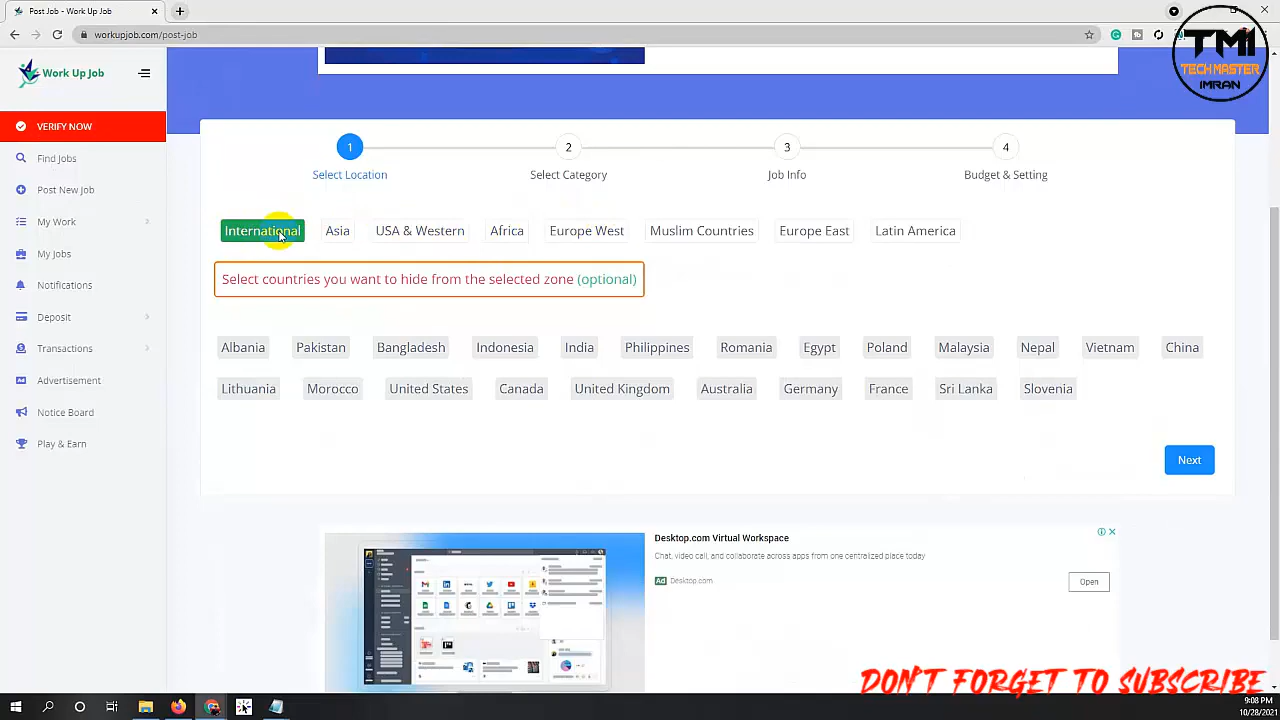 Post Job - Work Up Job
workupjob.com/post-job
TMI
TECH MASTER
IMRAN
Work Up Job
VERIFY NOW
Find Jobs
Post New Job
My Work
My Jobs
Notifications
Deposit
Transactions
Advertisement
Notice Board
Play & Earn
1 2 3 4
Select Location Select Category Job Info Budget & Setting
International Asia USA & Western Africa Europe West Muslim Countries Europe East Latin America
Select countries you want to hide from the selected zone (optional)
Albania Pakistan Bangladesh Indonesia India Philippines Romania Egypt Poland Malaysia Nepal Vietnam China
Lithuania Morocco United States Canada United Kingdom Australia Germany France Sri Lanka Slovenia
Next
Desktop.com Virtual Workspace
Chat, video call, and collaborate across apps from one centralized place today
Ad Desktop.com
Open
DON'T FORGET TO SUBSCRIBE
9:08 PM
10/28/2021